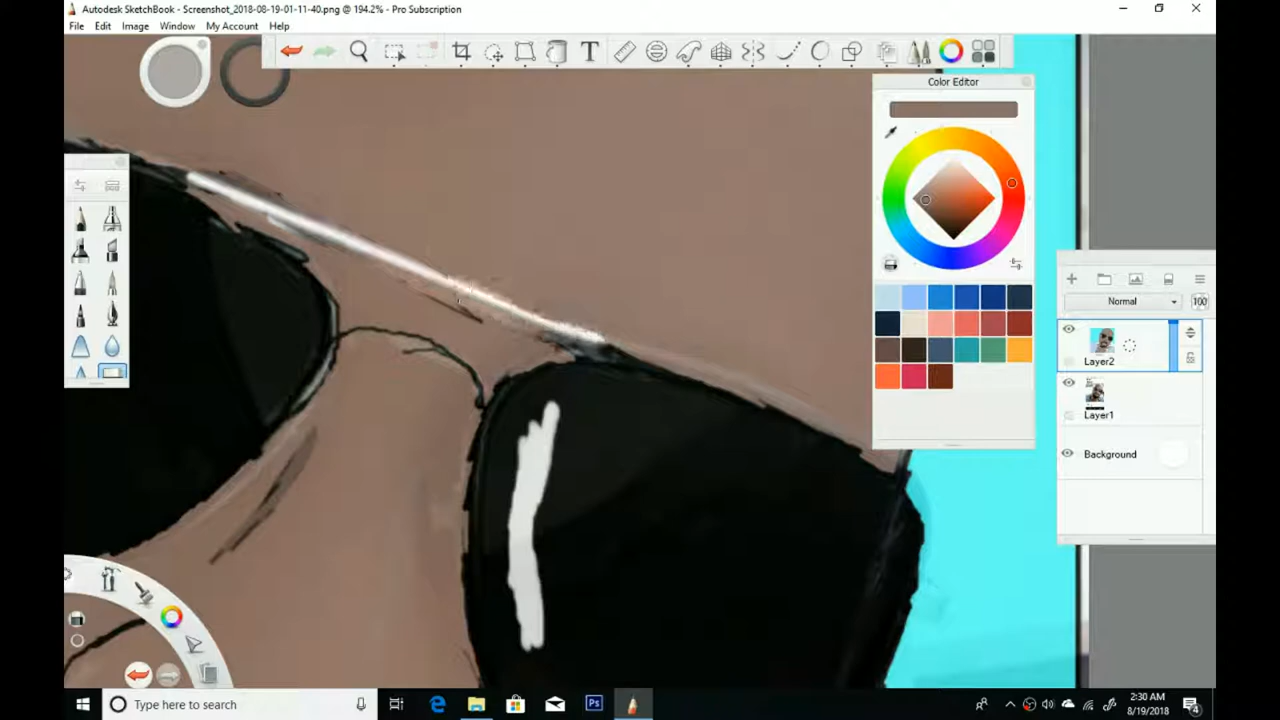 Autodesk SketchBook - Screenshot_2018-08-19-01-11-40.png @ 194.2% - Pro Subscription
File Edit Image Window My Account Help
Color Editor
Normal
100
Layer2
Layer1
Background
Type here to search
2:30 AM
8/19/2018
4